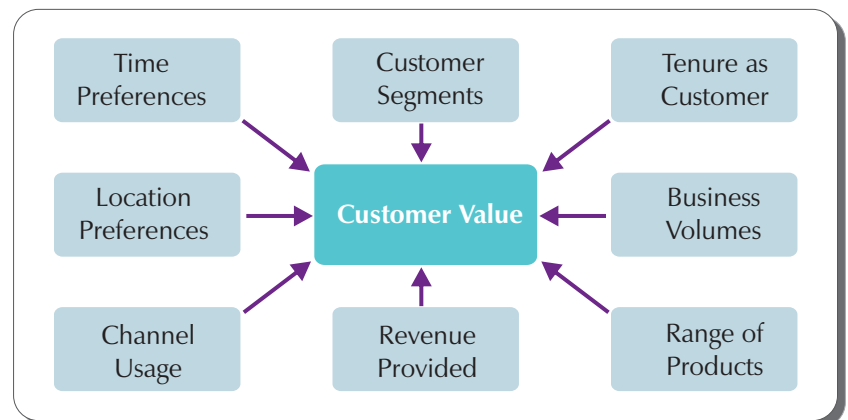 Time
Preferences
Customer
Segments
Tenure as
Customer
Location
Preferences
Customer Value
Business
Volumes
Channel
Usage
Revenue
Provided
Range of
Products